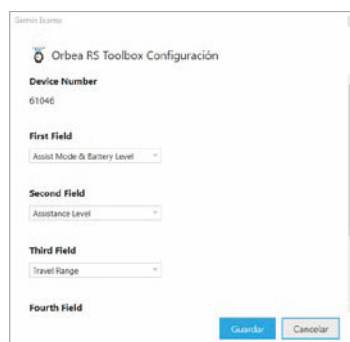 Garmin Express
Orbea RS Toolbox Configuración
Device Number
61046
First Field
Assist Mode & Battery Level
Second Field
Assistance Level
Third Field
Travel Range
Fourth Field
Guardar Cancelar